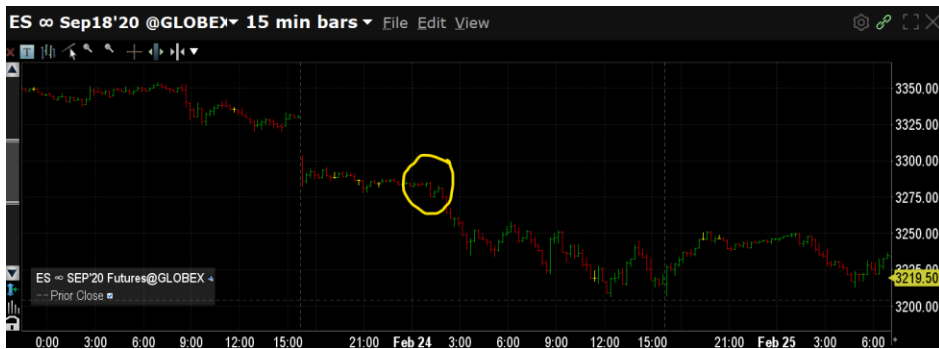 ES ∞ Sep18'20 @GLOBEX▾ 15 min bars ▾ File Edit View
T
3350.00
3325.00
3300.00
3275.00
3250.00
3225.00
3219.50
3200.00
ES ∞ SEP'20 Futures@GLOBEX
-- Prior Close
0:00 3:00 6:00 9:00 12:00 15:00 21:00 Feb 24 3:00 6:00 9:00 12:00 15:00 21:00 Feb 25 3:00 6:00